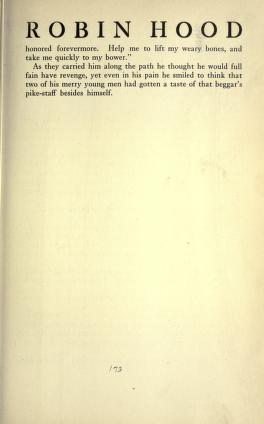 ROBIN HOOD
honored forevermore. Help me to lift my weary bones, and
take me quickly to my bower."
As they carried him along the path he thought he would full
fain have revenge, yet even in his pain he smiled to think that
two of his merry young men had gotten a taste of that beggar's
pike-staff besides himself.
173